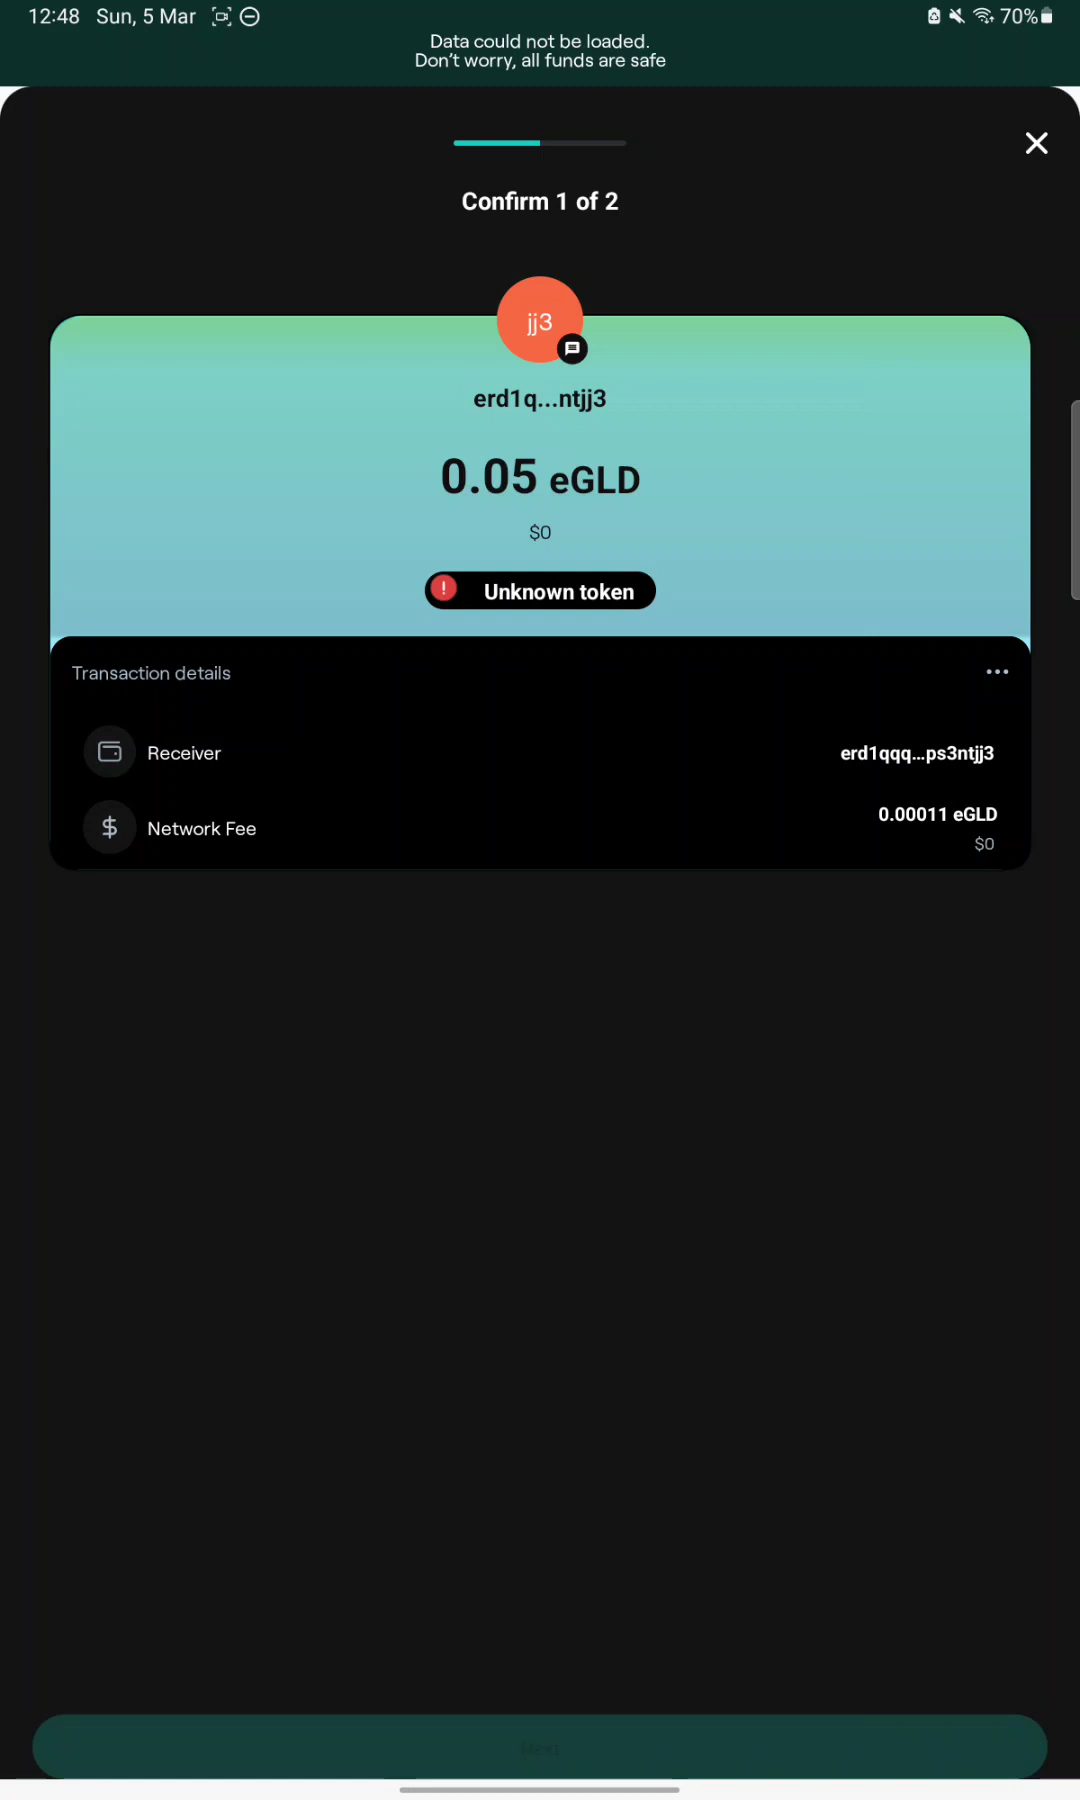 12:48 Sun, 5 Mar 70%
Data could not be loaded.
Don't worry, all funds are safe
Confirm 1 of 2
jj3
erd1q...ntjj3
0.05 eGLD
$0
! Unknown token
Transaction details
Receiver erd1qqq...ps3ntjj3
Network Fee 0.00011 eGLD
$0
Next